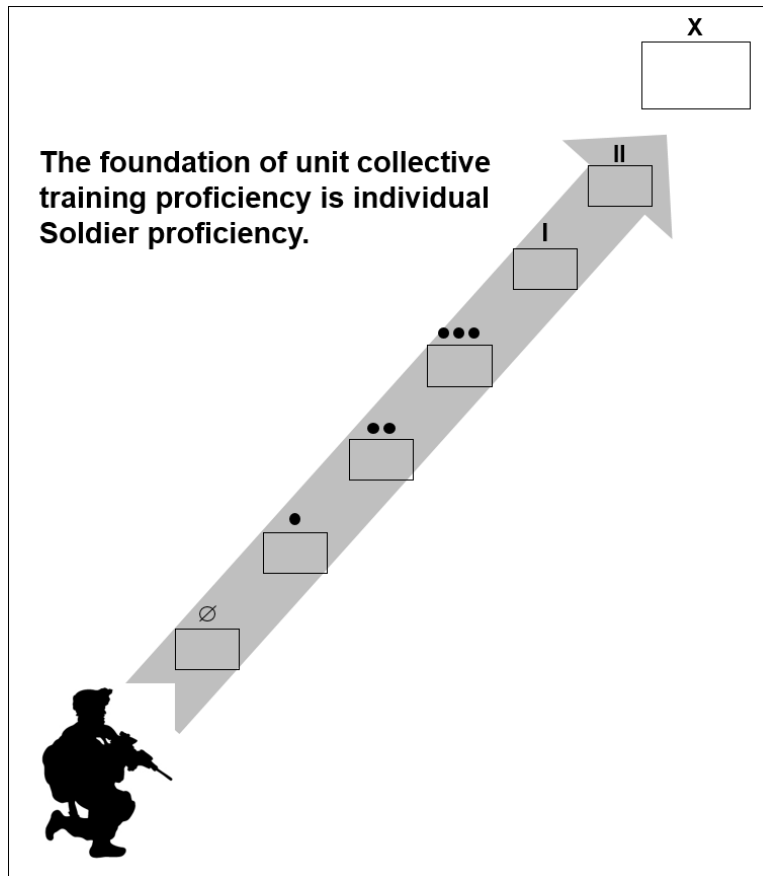 X
The foundation of unit collective
training proficiency is individual
Soldier proficiency.
II
I
●●●
●●
●
∅